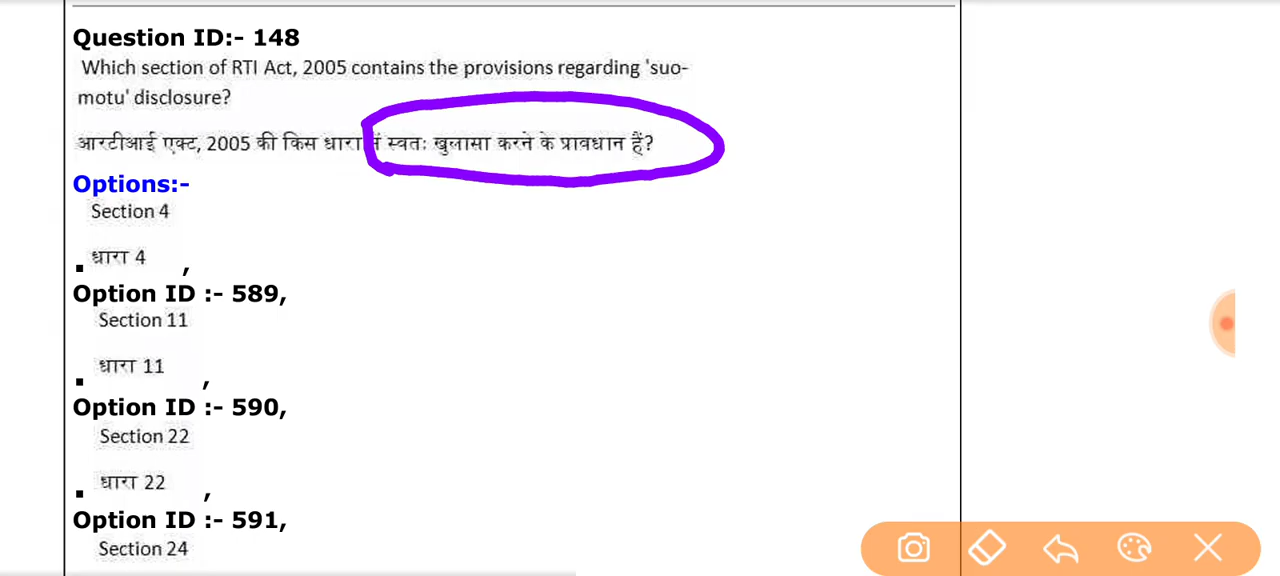 Question ID:- 148
Which section of RTI Act, 2005 contains the provisions regarding 'suo-
motu' disclosure?
आरटीआई एक्ट, 2005 की किस धारा में स्वतः खुलासा करने के प्रावधान हैं?
Options:-
Section 4
धारा 4 ,
Option ID :- 589,
Section 11
धारा 11 ,
Option ID :- 590,
Section 22
धारा 22 ,
Option ID :- 591,
Section 24